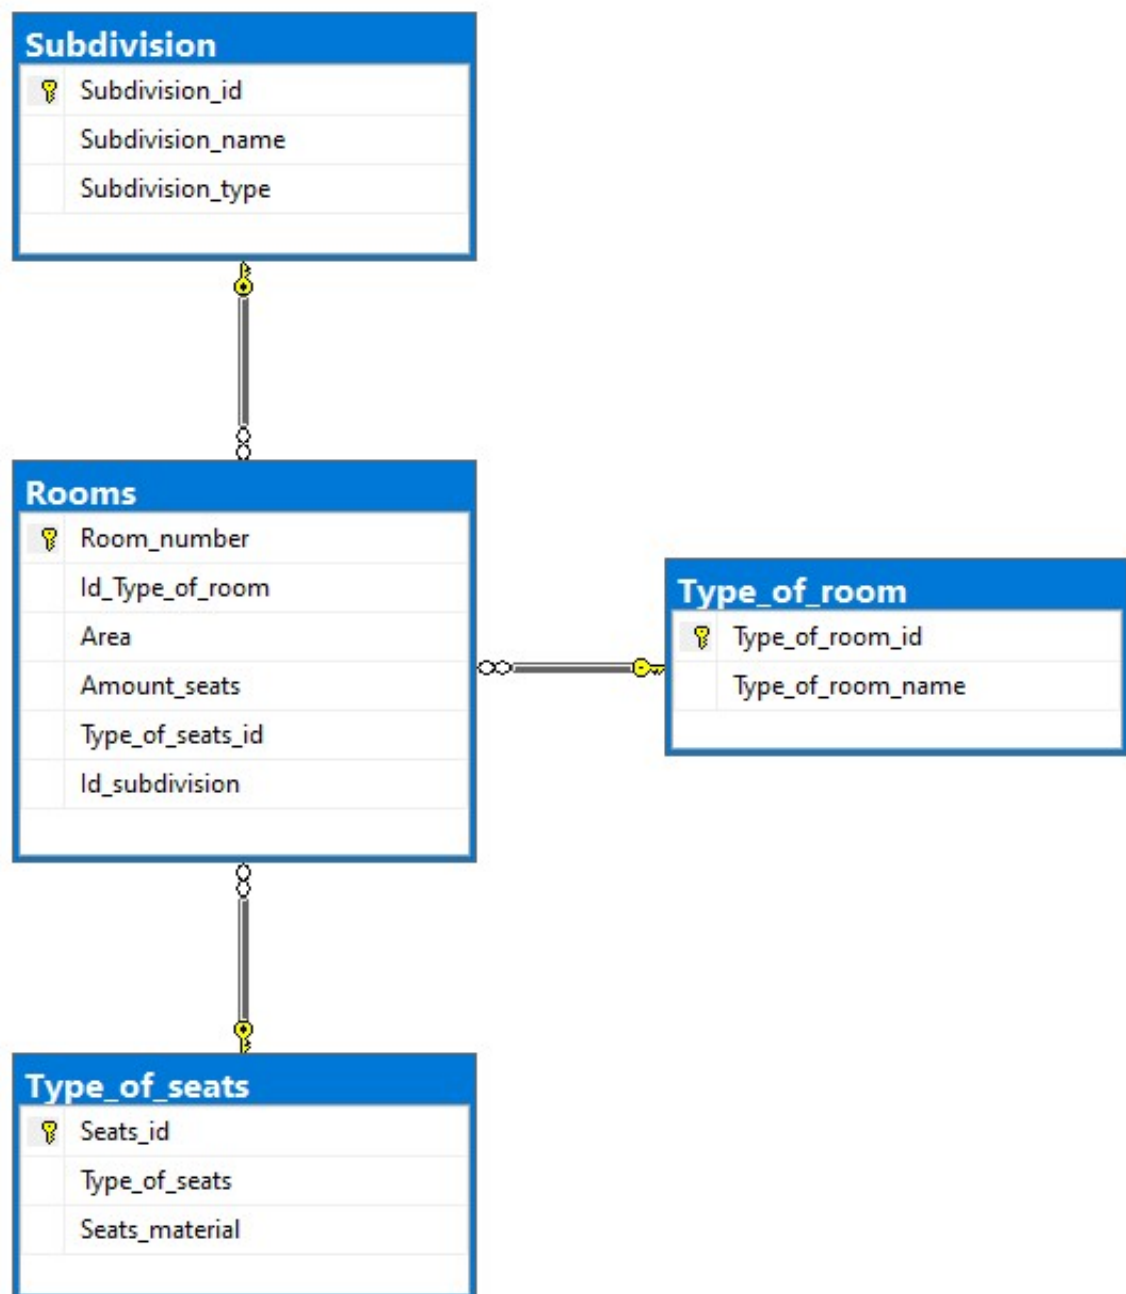 Subdivision
Subdivision_id
Subdivision_name
Subdivision_type
Rooms
Room_number
Id_Type_of_room
Area
Amount_seats
Type_of_seats_id
Id_subdivision
Type_of_room
Type_of_room_id
Type_of_room_name
Type_of_seats
Seats_id
Type_of_seats
Seats_material